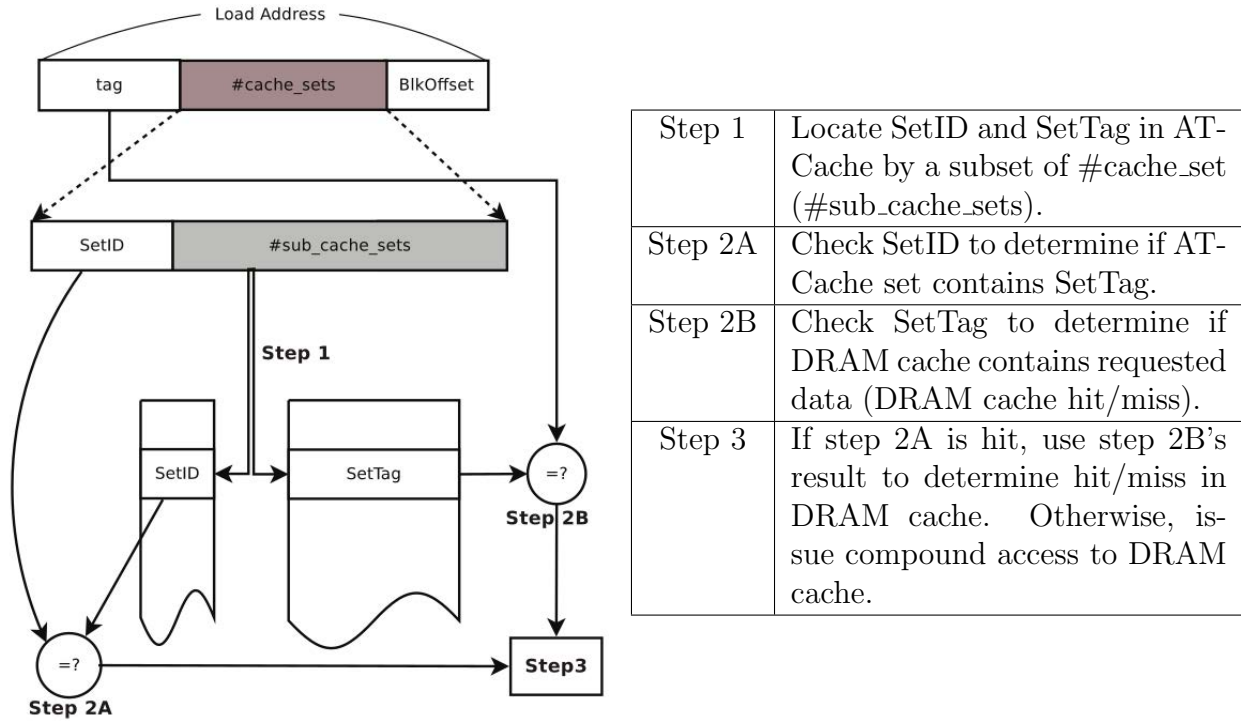 Load Address
tag #cache_sets BlkOffset
SetID #sub_cache_sets
Step 1
SetID SetTag =?
Step 2B
=? Step3
Step 2A
Step 1 Locate SetID and SetTag in AT-
Cache by a subset of #cache_set
(#sub_cache_sets).
Step 2A Check SetID to determine if AT-
Cache set contains SetTag.
Step 2B Check SetTag to determine if
DRAM cache contains requested
data (DRAM cache hit/miss).
Step 3 If step 2A is hit, use step 2B's
result to determine hit/miss in
DRAM cache. Otherwise, is-
sue compound access to DRAM
cache.